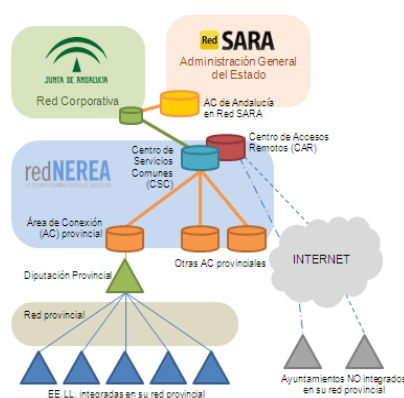 JUNTA DE ANDALUCIA
Red Corporativa
Red SARA
Administración General
del Estado
AC de Andalucía
en Red SARA
Centro de Accesos
Remotos (CAR)
Centro de
Servicios
Comunes
(CSC)
redNEREA
Área de Conexión
(AC) provincial
Otras AC provinciales
INTERNET
Diputación Provincial
Red provincial
EE.LL. integradas en su red provincial
Ayuntamientos NO integrados
en su red provincial